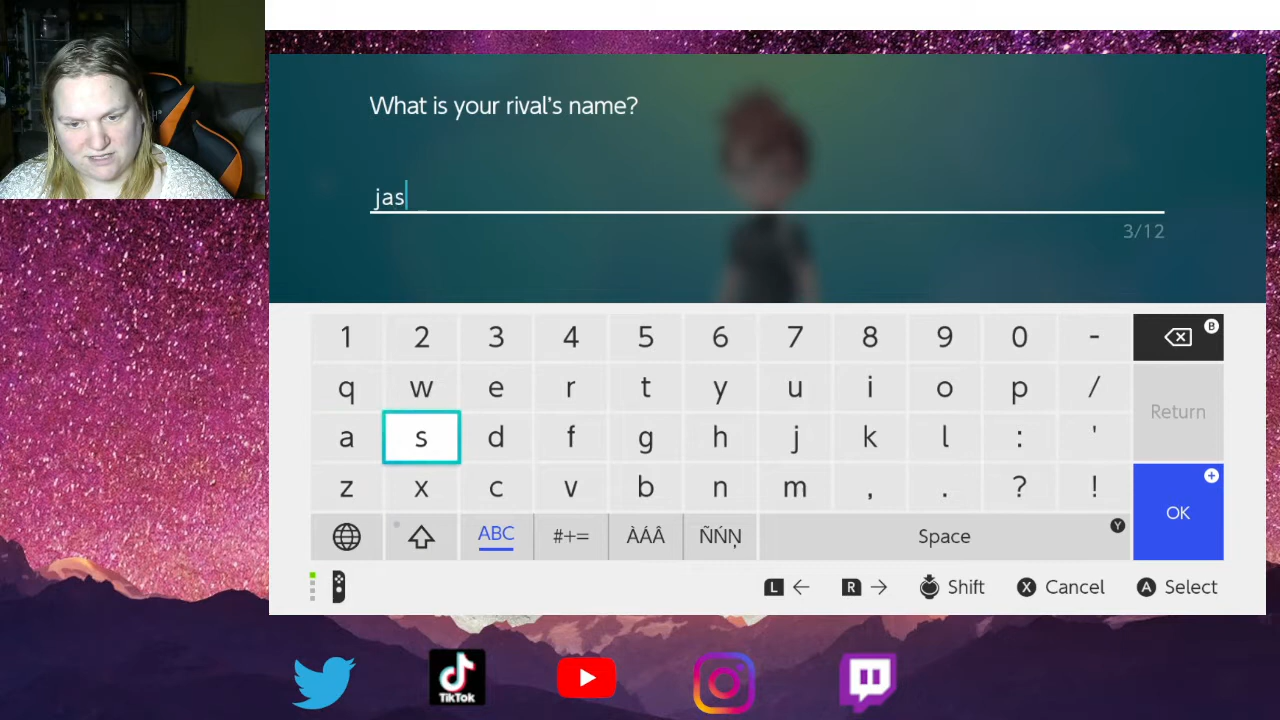 What is your rival's name?
jas
3/12
1 2 3 4 5 6 7 8 9 0 - B
q w e r t y u i o p / Return
a s d f g h j k l : '
z x c v b n m , . ? ! + OK
ABC #+= ÀÁÂ ÑŃŅ Space Y
L ← R → Shift X Cancel A Select
TikTok